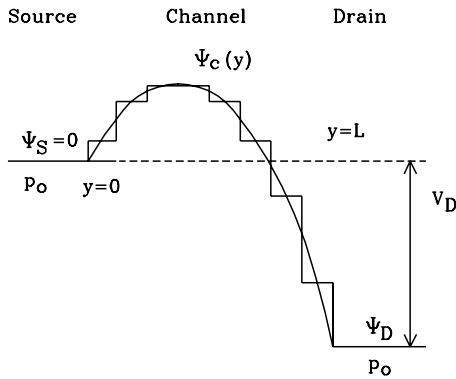 Source Channel Drain
Ψc(y)
ΨS=0 y=L
po y=0
VD
ΨD
po